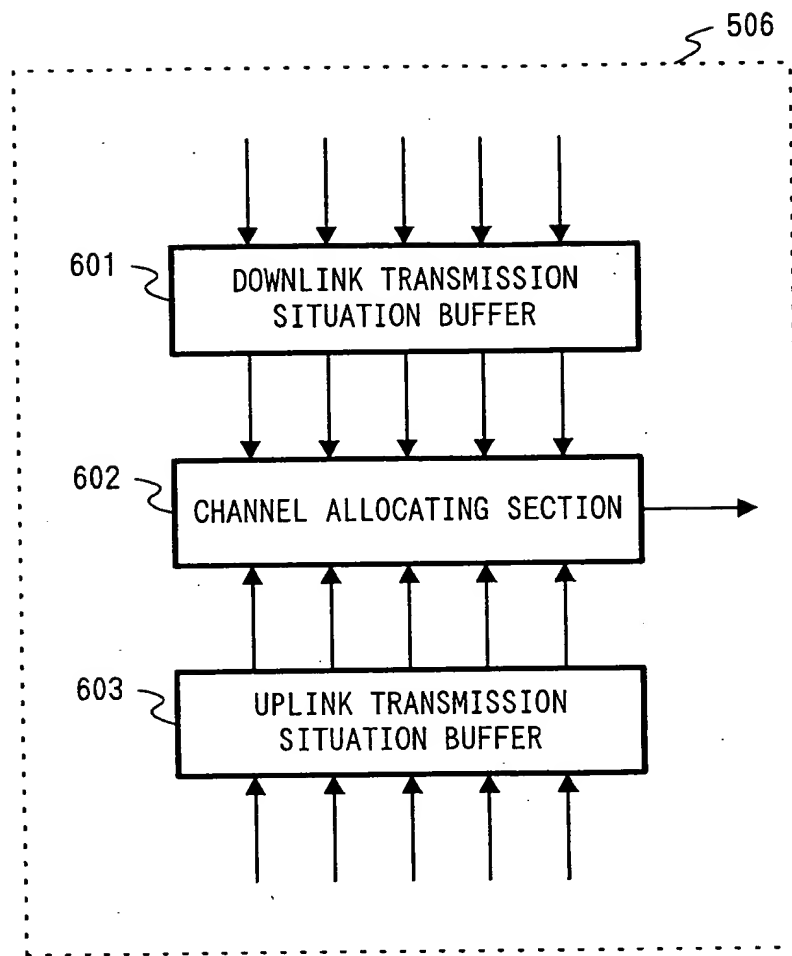 506
601
DOWNLINK TRANSMISSION
SITUATION BUFFER
602
CHANNEL ALLOCATING SECTION
603
UPLINK TRANSMISSION
SITUATION BUFFER